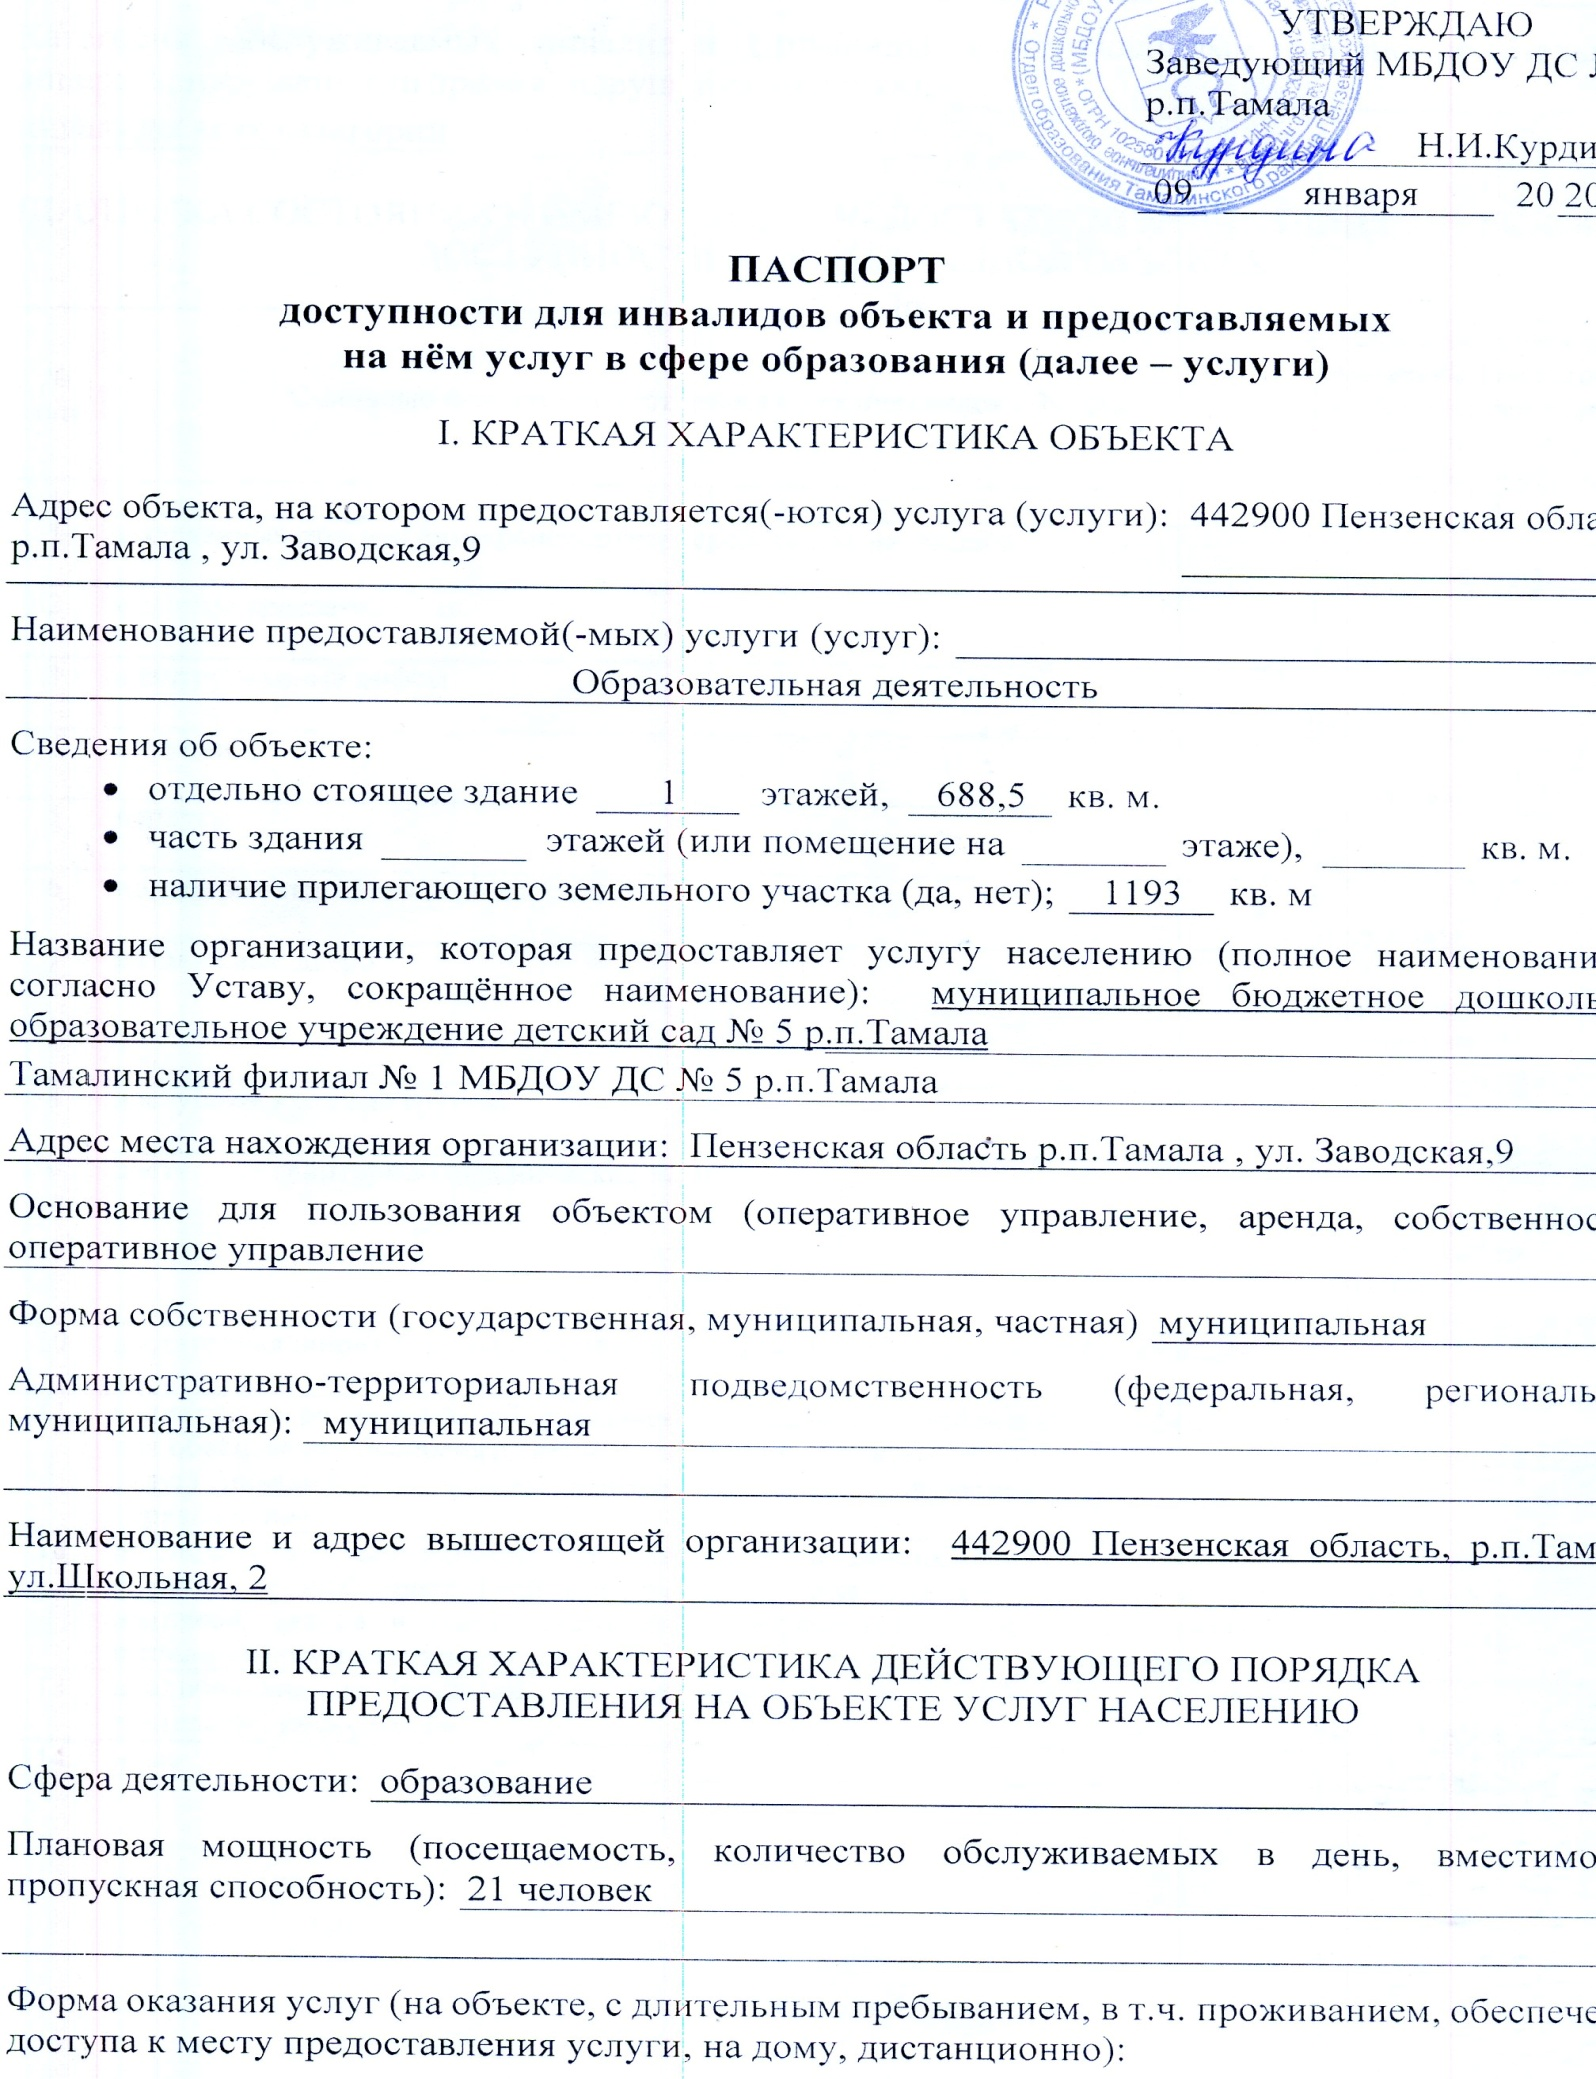 УТВЕРЖДАЮ
Заведующий МБДОУ ДС
р.п.Тамала
Н.И.Курди
09 января 20 20
ПАСПОРТ
доступности для инвалидов объекта и предоставляемых
на нём услуг в сфере образования (далее – услуги)
I. КРАТКАЯ ХАРАКТЕРИСТИКА ОБЪЕКТА
Адрес объекта, на котором предоставляется(-ются) услуга (услуги): 442900 Пензенская обла
р.п.Тамала , ул. Заводская,9
Наименование предоставляемой(-мых) услуги (услуг):
Образовательная деятельность
Сведения об объекте:
• отдельно стоящее здание 1 этажей, 688,5 кв. м.
• часть здания ________ этажей (или помещение на ________ этаже), ________ кв. м.
• наличие прилегающего земельного участка (да, нет); 1193 кв. м
Название организации, которая предоставляет услугу населению (полное наименовани
согласно Уставу, сокращённое наименование): муниципальное бюджетное дошколь
образовательное учреждение детский сад № 5 р.п.Тамала
Тамалинский филиал № 1 МБДОУ ДС № 5 р.п.Тамала
Адрес места нахождения организации: Пензенская область р.п.Тамала , ул. Заводская,9
Основание для пользования объектом (оперативное управление, аренда, собственнос
оперативное управление
Форма собственности (государственная, муниципальная, частная) муниципальная
Административно-территориальная подведомственность (федеральная, региональ
муниципальная): муниципальная
Наименование и адрес вышестоящей организации: 442900 Пензенская область, р.п.Там
ул.Школьная, 2
II. КРАТКАЯ ХАРАКТЕРИСТИКА ДЕЙСТВУЮЩЕГО ПОРЯДКА
ПРЕДОСТАВЛЕНИЯ НА ОБЪЕКТЕ УСЛУГ НАСЕЛЕНИЮ
Сфера деятельности: образование
Плановая мощность (посещаемость, количество обслуживаемых в день, вместимо
пропускная способность): 21 человек
Форма оказания услуг (на объекте, с длительным пребыванием, в т.ч. проживанием, обеспече
доступа к месту предоставления услуги, на дому, дистанционно):